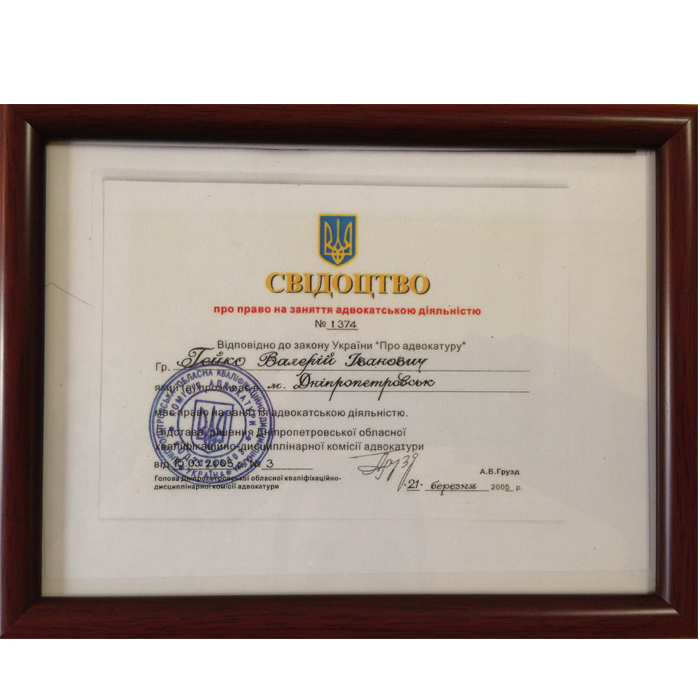 СВІДОЦТВО
про право на заняття адвокатською діяльністю
№ 1374
Відповідно до закону України "Про адвокатуру"
Гр. Гейко Валерій Іванович
який (а) проживає в м. Дніпропетровськ
має право на заняття адвокатською діяльністю.
Підстава: рішення Дніпропетровської обласної
кваліфікаційно-дисциплінарної комісії адвокатури
від 15.03.2005 р. № 3
Голова Дніпропетровської обласної кваліфікаційно-
дисциплінарної комісії адвокатури
А.В.Грузд
"21" березня 2005 р.